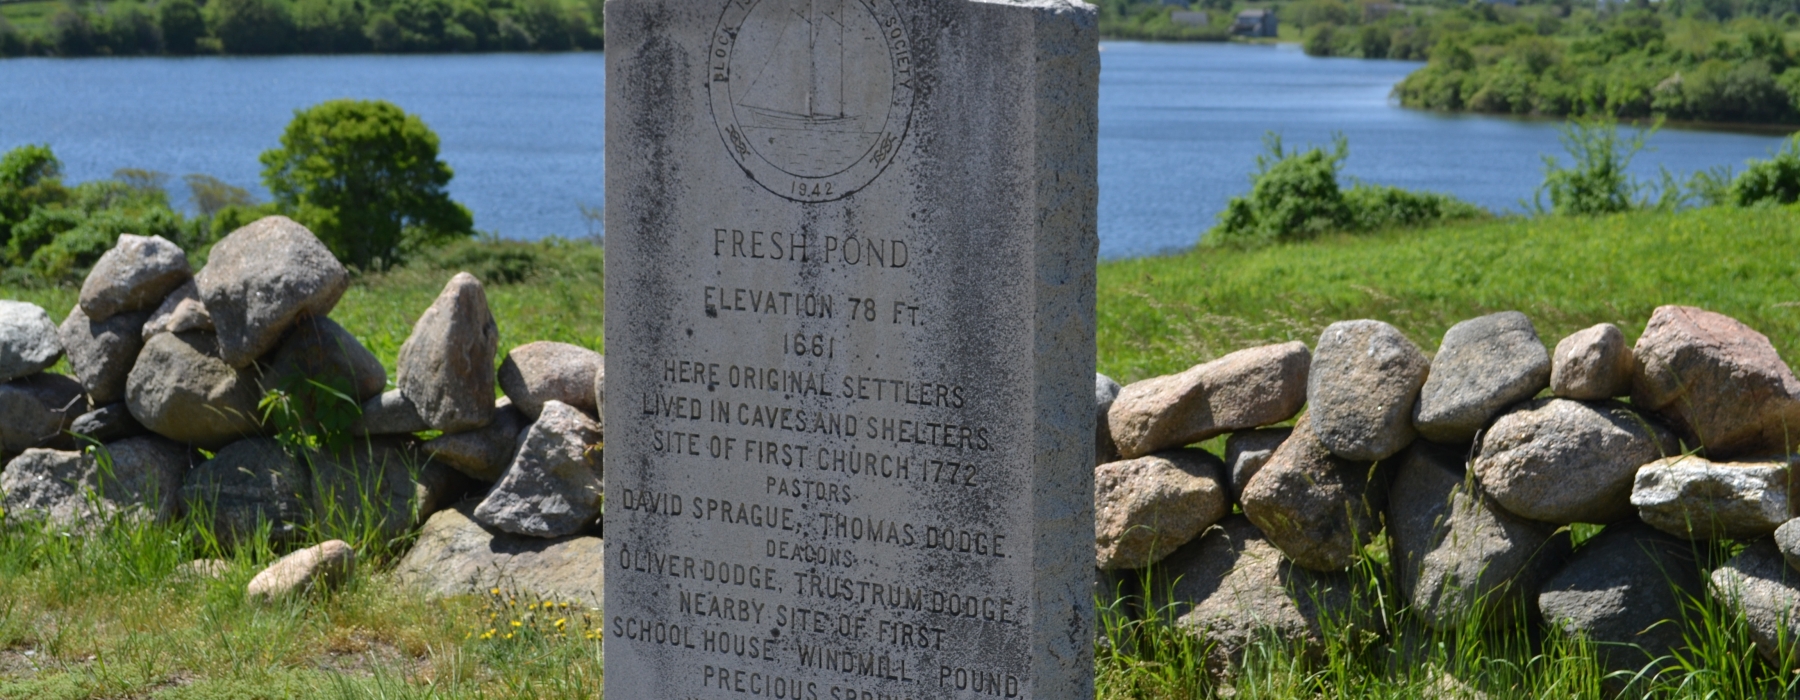 BLOCK SOCIETY
1942
FRESH POND
ELEVATION 78 FT.
1661
HERE ORIGINAL SETTLERS
LIVED IN CAVES AND SHELTERS.
SITE OF FIRST CHURCH 1772
PASTORS
DAVID SPRAGUE, THOMAS DODGE.
DEACONS
OLIVER DODGE, TRUSTRUM DODGE.
NEARBY SITE OF FIRST
SCHOOL HOUSE, WINDMILL, POUND,
PRECIOUS